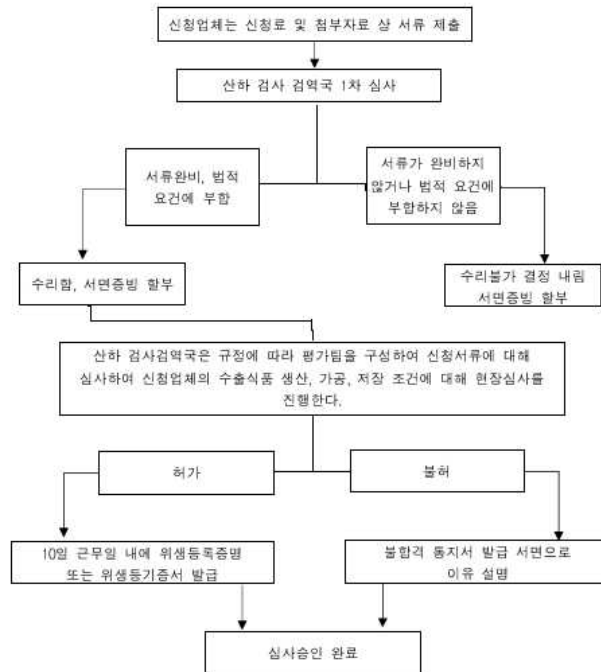 신청업체는 신청료 및 첨부자료 상 서류 제출
산하 검사 검역국 1차 심사
서류완비, 법적
요건에 부합
서류가 완비하지
않거나 법적 요건에
부합하지 않음
수리함, 서면증빙 할부
수리불가 결정 내림
서면증빙 할부
산하 검사검역국은 규정에 따라 평가팀을 구성하여 신청서류에 대해
심사하여 신청업체의 수출식품 생산, 가공, 저장 조건에 대해 현장심사를
진행한다.
허가
불허
10일 근무일 내에 위생등록증명
또는 위생등기증서 발급
불합격 통지서 발급 서면으로
이유 설명
심사승인 완료